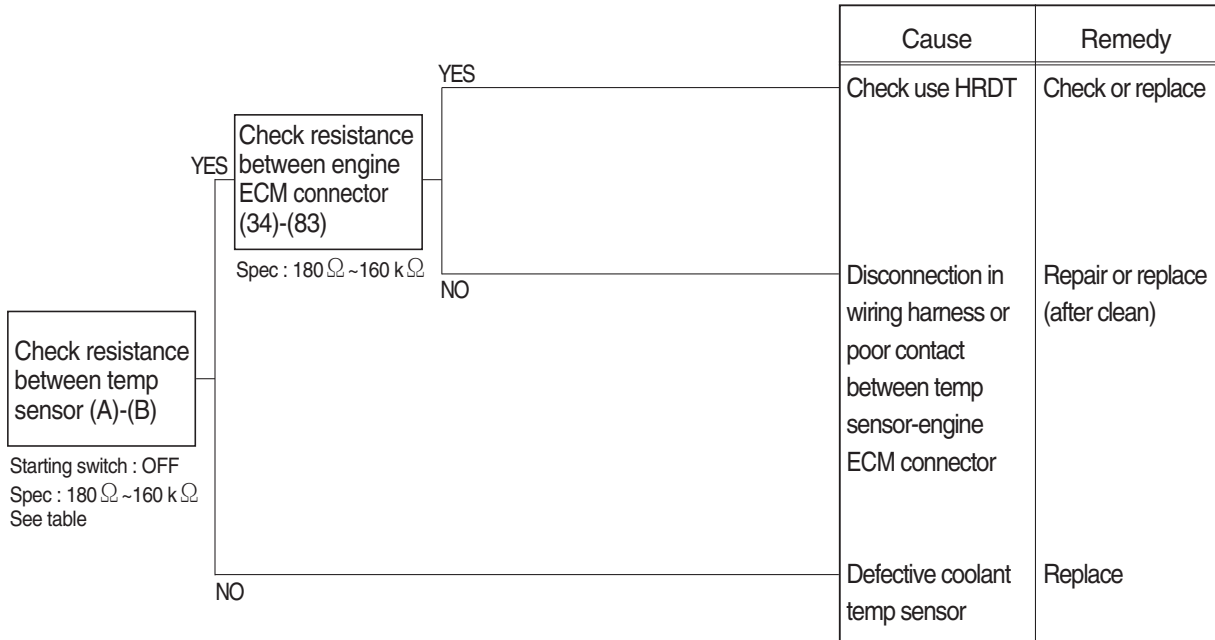 Cause
Remedy
YES
Check use HRDT
Check or replace
Check resistance
between engine
ECM connector
(34)-(83)
YES
Spec : 180 Ω ~160 k Ω
NO
Disconnection in
wiring harness or
poor contact
between temp
sensor-engine
ECM connector
Repair or replace
(after clean)
Check resistance
between temp
sensor (A)-(B)
Starting switch : OFF
Spec : 180 Ω ~160 k Ω
See table
NO
Defective coolant
temp sensor
Replace